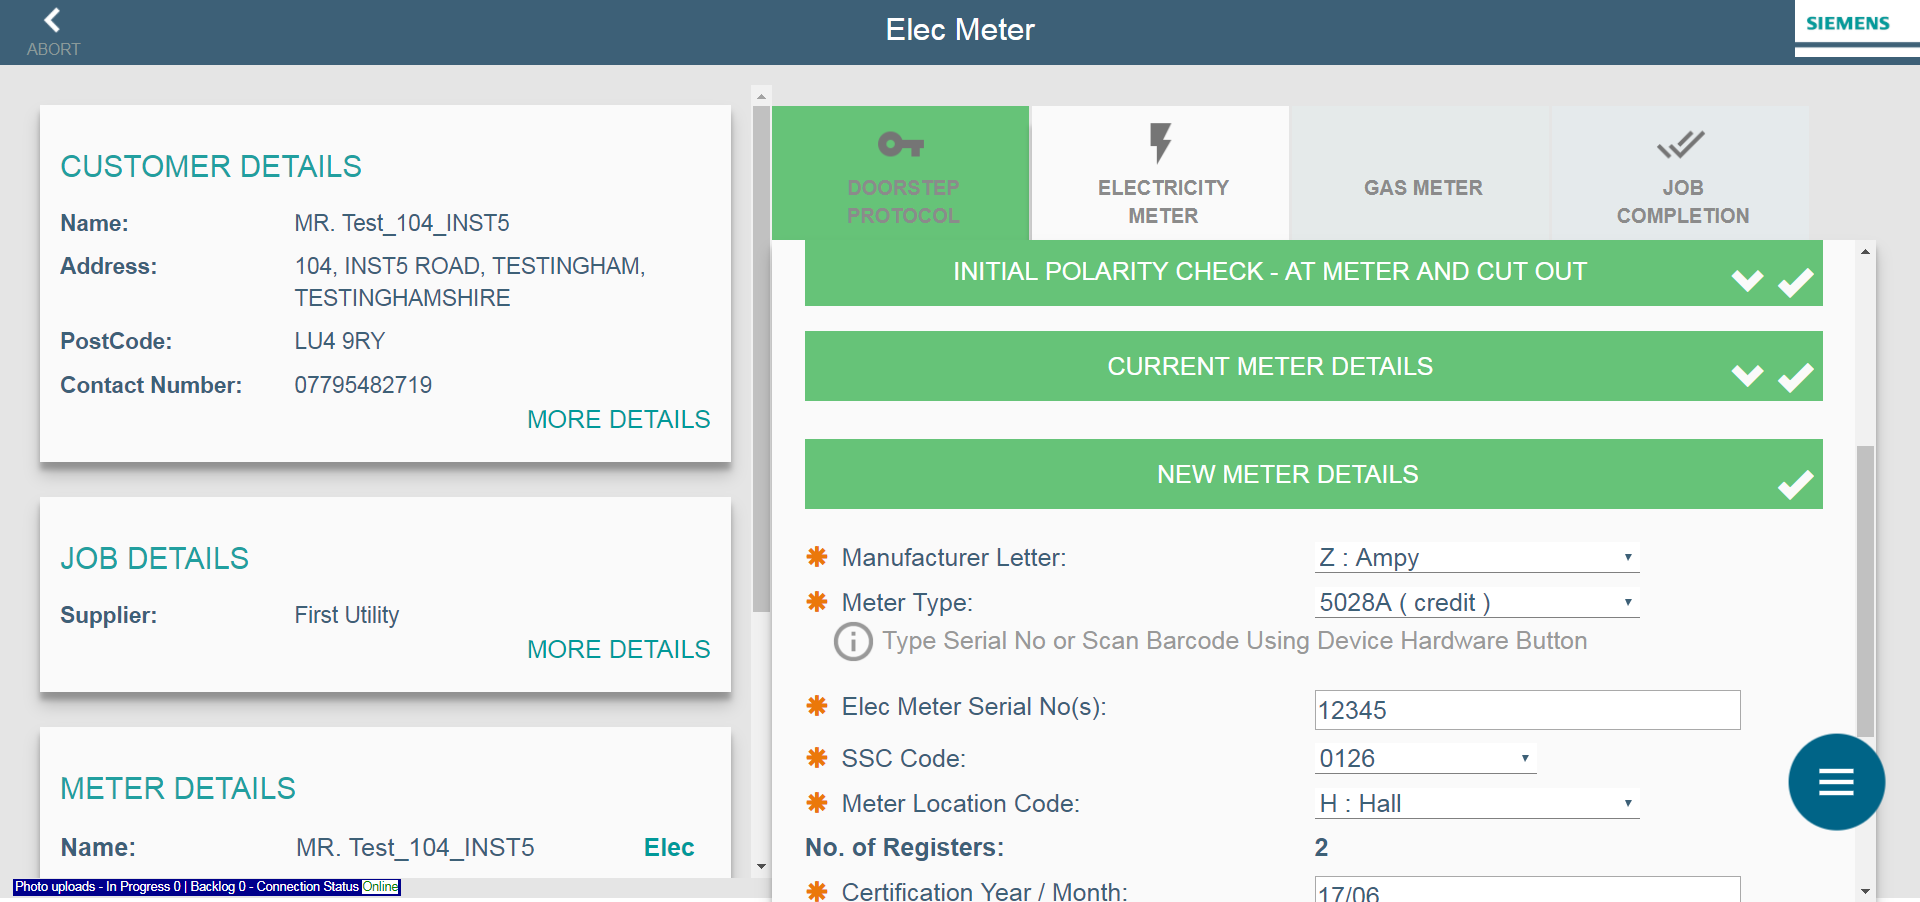 ABORT
Elec Meter
SIEMENS
CUSTOMER DETAILS
Name: MR. Test_104_INST5
Address: 104, INST5 ROAD, TESTINGHAM,
TESTINGHAMSHIRE
PostCode: LU4 9RY
Contact Number: 07795482719
MORE DETAILS
JOB DETAILS
Supplier: First Utility
MORE DETAILS
METER DETAILS
Name: MR. Test_104_INST5 Elec
Photo uploads - In Progress 0 | Backlog 0 - Connection Status Online
DOORSTEP
PROTOCOL
ELECTRICITY
METER
GAS METER
JOB
COMPLETION
INITIAL POLARITY CHECK - AT METER AND CUT OUT
CURRENT METER DETAILS
NEW METER DETAILS
✱ Manufacturer Letter: Z : Ampy
✱ Meter Type: 5028A ( credit )
Type Serial No or Scan Barcode Using Device Hardware Button
✱ Elec Meter Serial No(s): 12345
✱ SSC Code: 0126
✱ Meter Location Code: H : Hall
No. of Registers: 2
✱ Certification Year / Month: 17/06